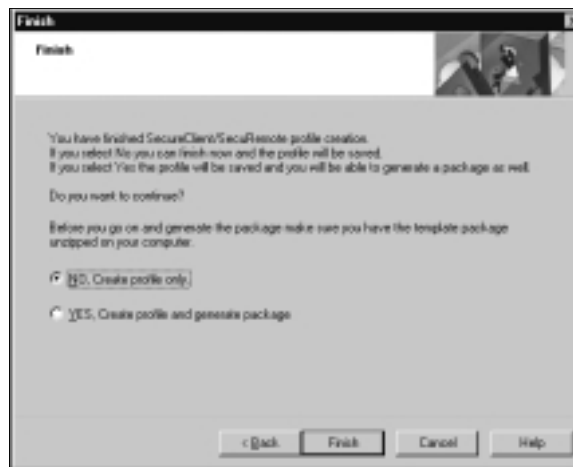 Finish
Finish
You have finished SecureClient/SecuRemote profile creation.
If you select No you can finish now and the profile will be saved.
If you select Yes the profile will be saved and you will be able to generate a package as well.
Do you want to continue?
Before you go on and generate the package make sure you have the template package
unzipped on your computer.
NO, Create profile only.
YES, Create profile and generate package
< Back
Finish
Cancel
Help